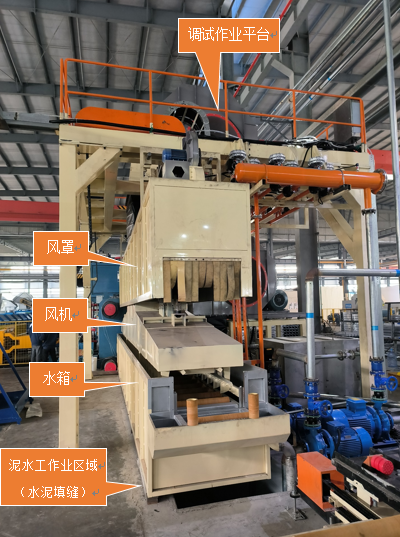 调试作业平台
风罩
风机
水箱
泥水工作业区域
（水泥填缝）